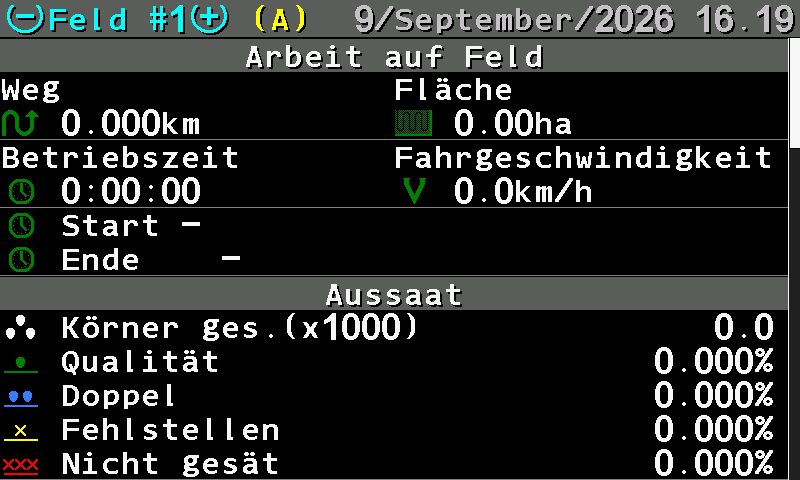 Feld #1 (A) 9/September/2026 16.19
Arbeit auf Feld
Weg Fläche
0.000km 0.00ha
Betriebszeit Fahrgeschwindigkeit
0:00:00 0.0km/h
Start –
Ende –
Aussaat
Körner ges.(x1000) 0.0
Qualität 0.000%
Doppel 0.000%
Fehlstellen 0.000%
Nicht gesät 0.000%